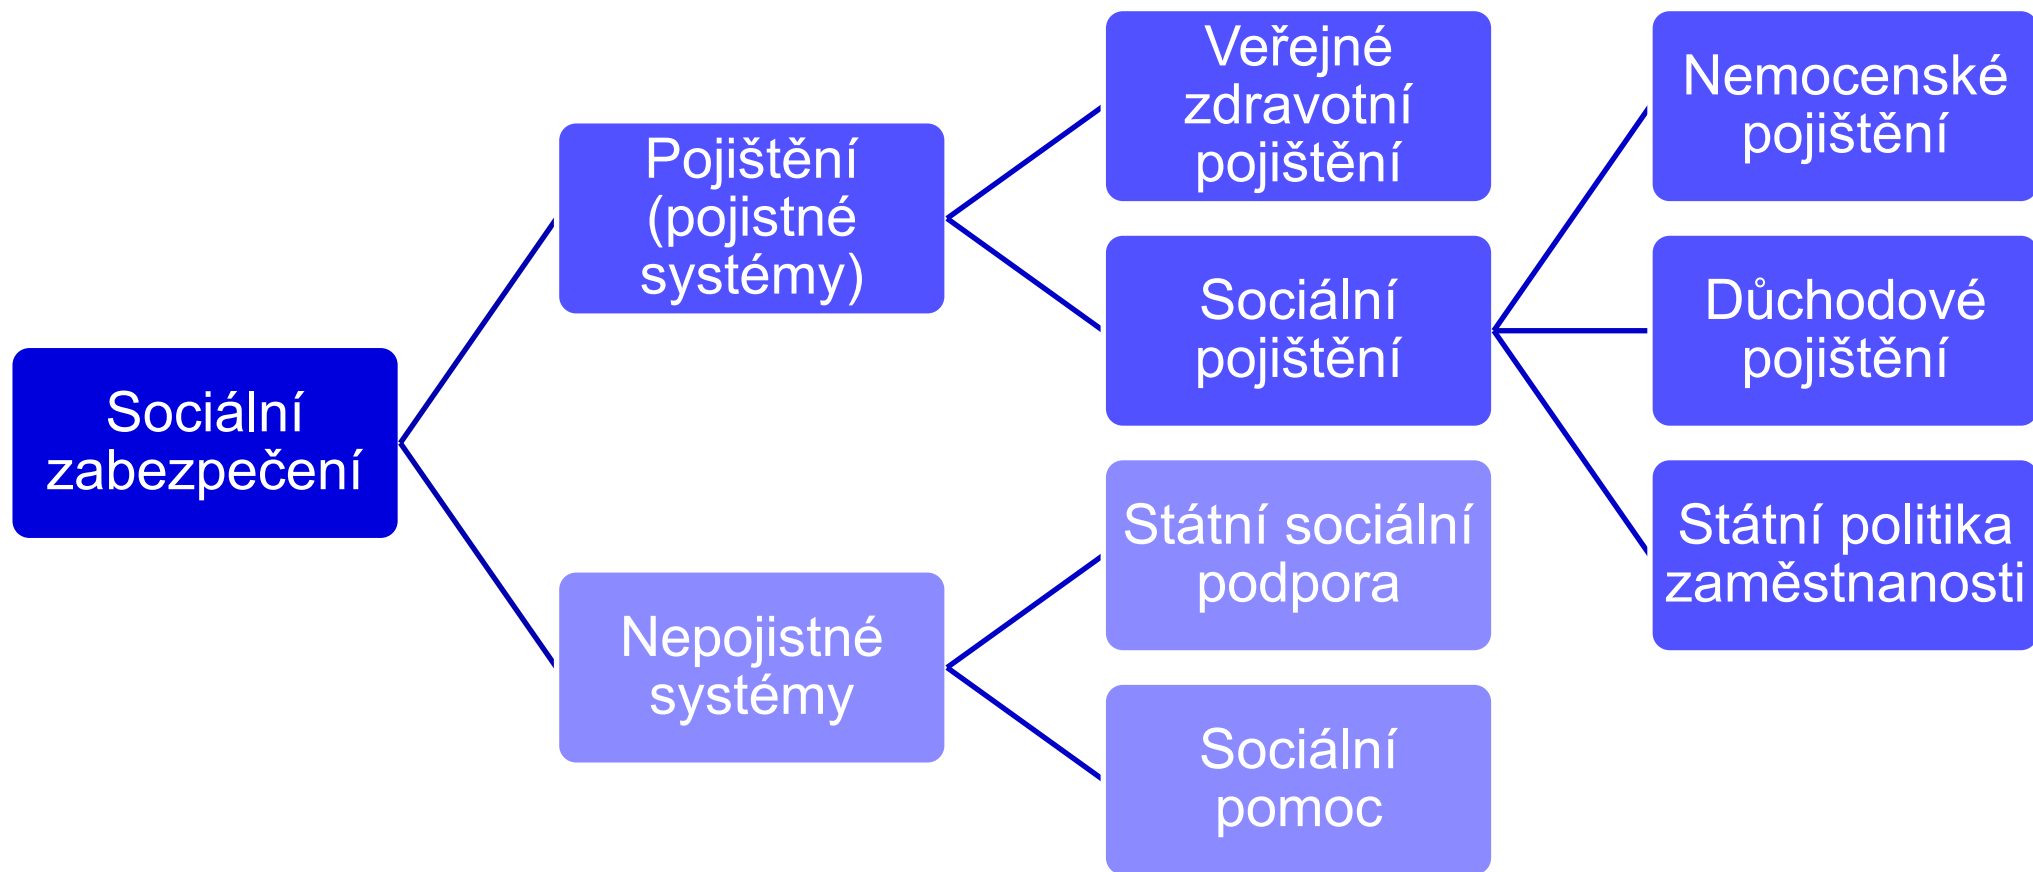 Sociální
zabezpečení
Pojištění
(pojistné
systémy)
Nepojistné
systémy
Veřejné
zdravotní
pojištění
Sociální
pojištění
Státní sociální
podpora
Sociální
pomoc
Nemocenské
pojištění
Důchodové
pojištění
Státní politika
zaměstnanosti